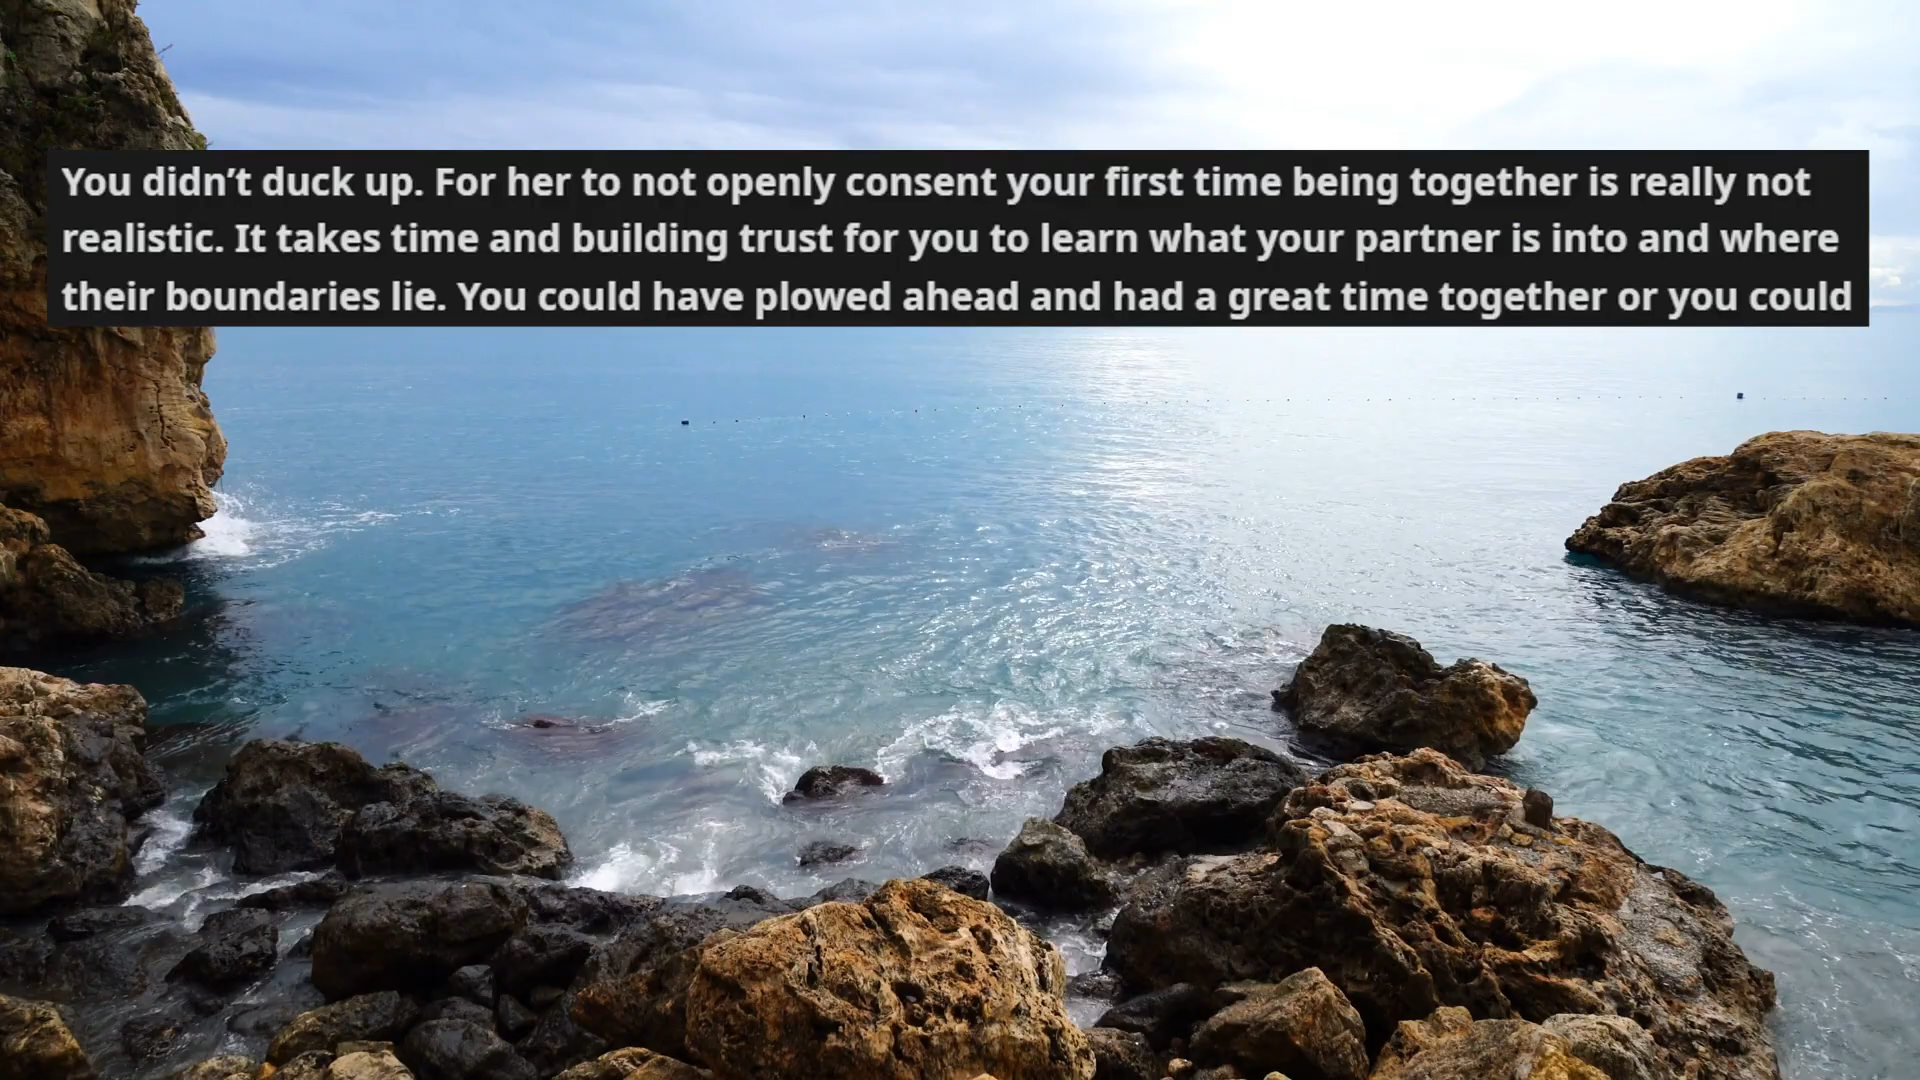 You didn’t duck up. For her to not openly consent your first time being together is really not
realistic. It takes time and building trust for you to learn what your partner is into and where
their boundaries lie. You could have plowed ahead and had a great time together or you could